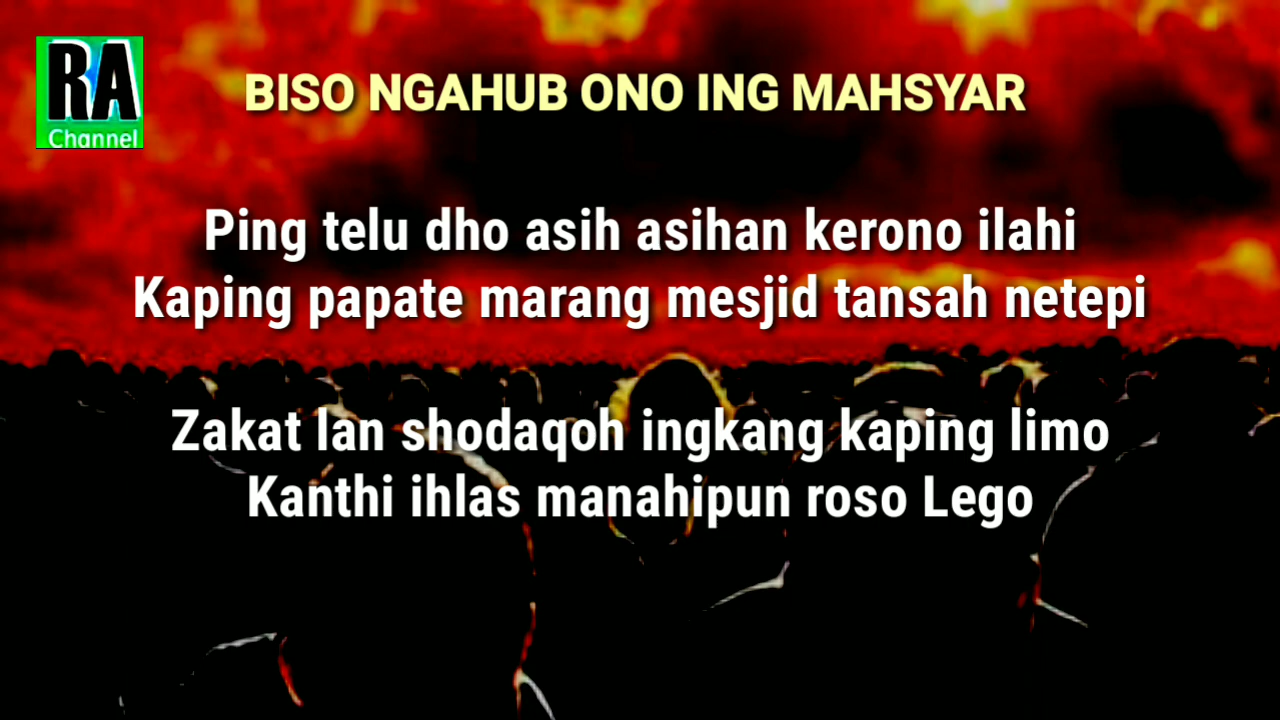 RA
Channel
BISO NGAHUB ONO ING MAHSYAR
Ping telu dho asih asihan kerono ilahi
Kaping papate marang mesjid tansah netepi
Zakat lan shodaqoh ingkang kaping limo
Kanthi ihlas manahipun roso Lego